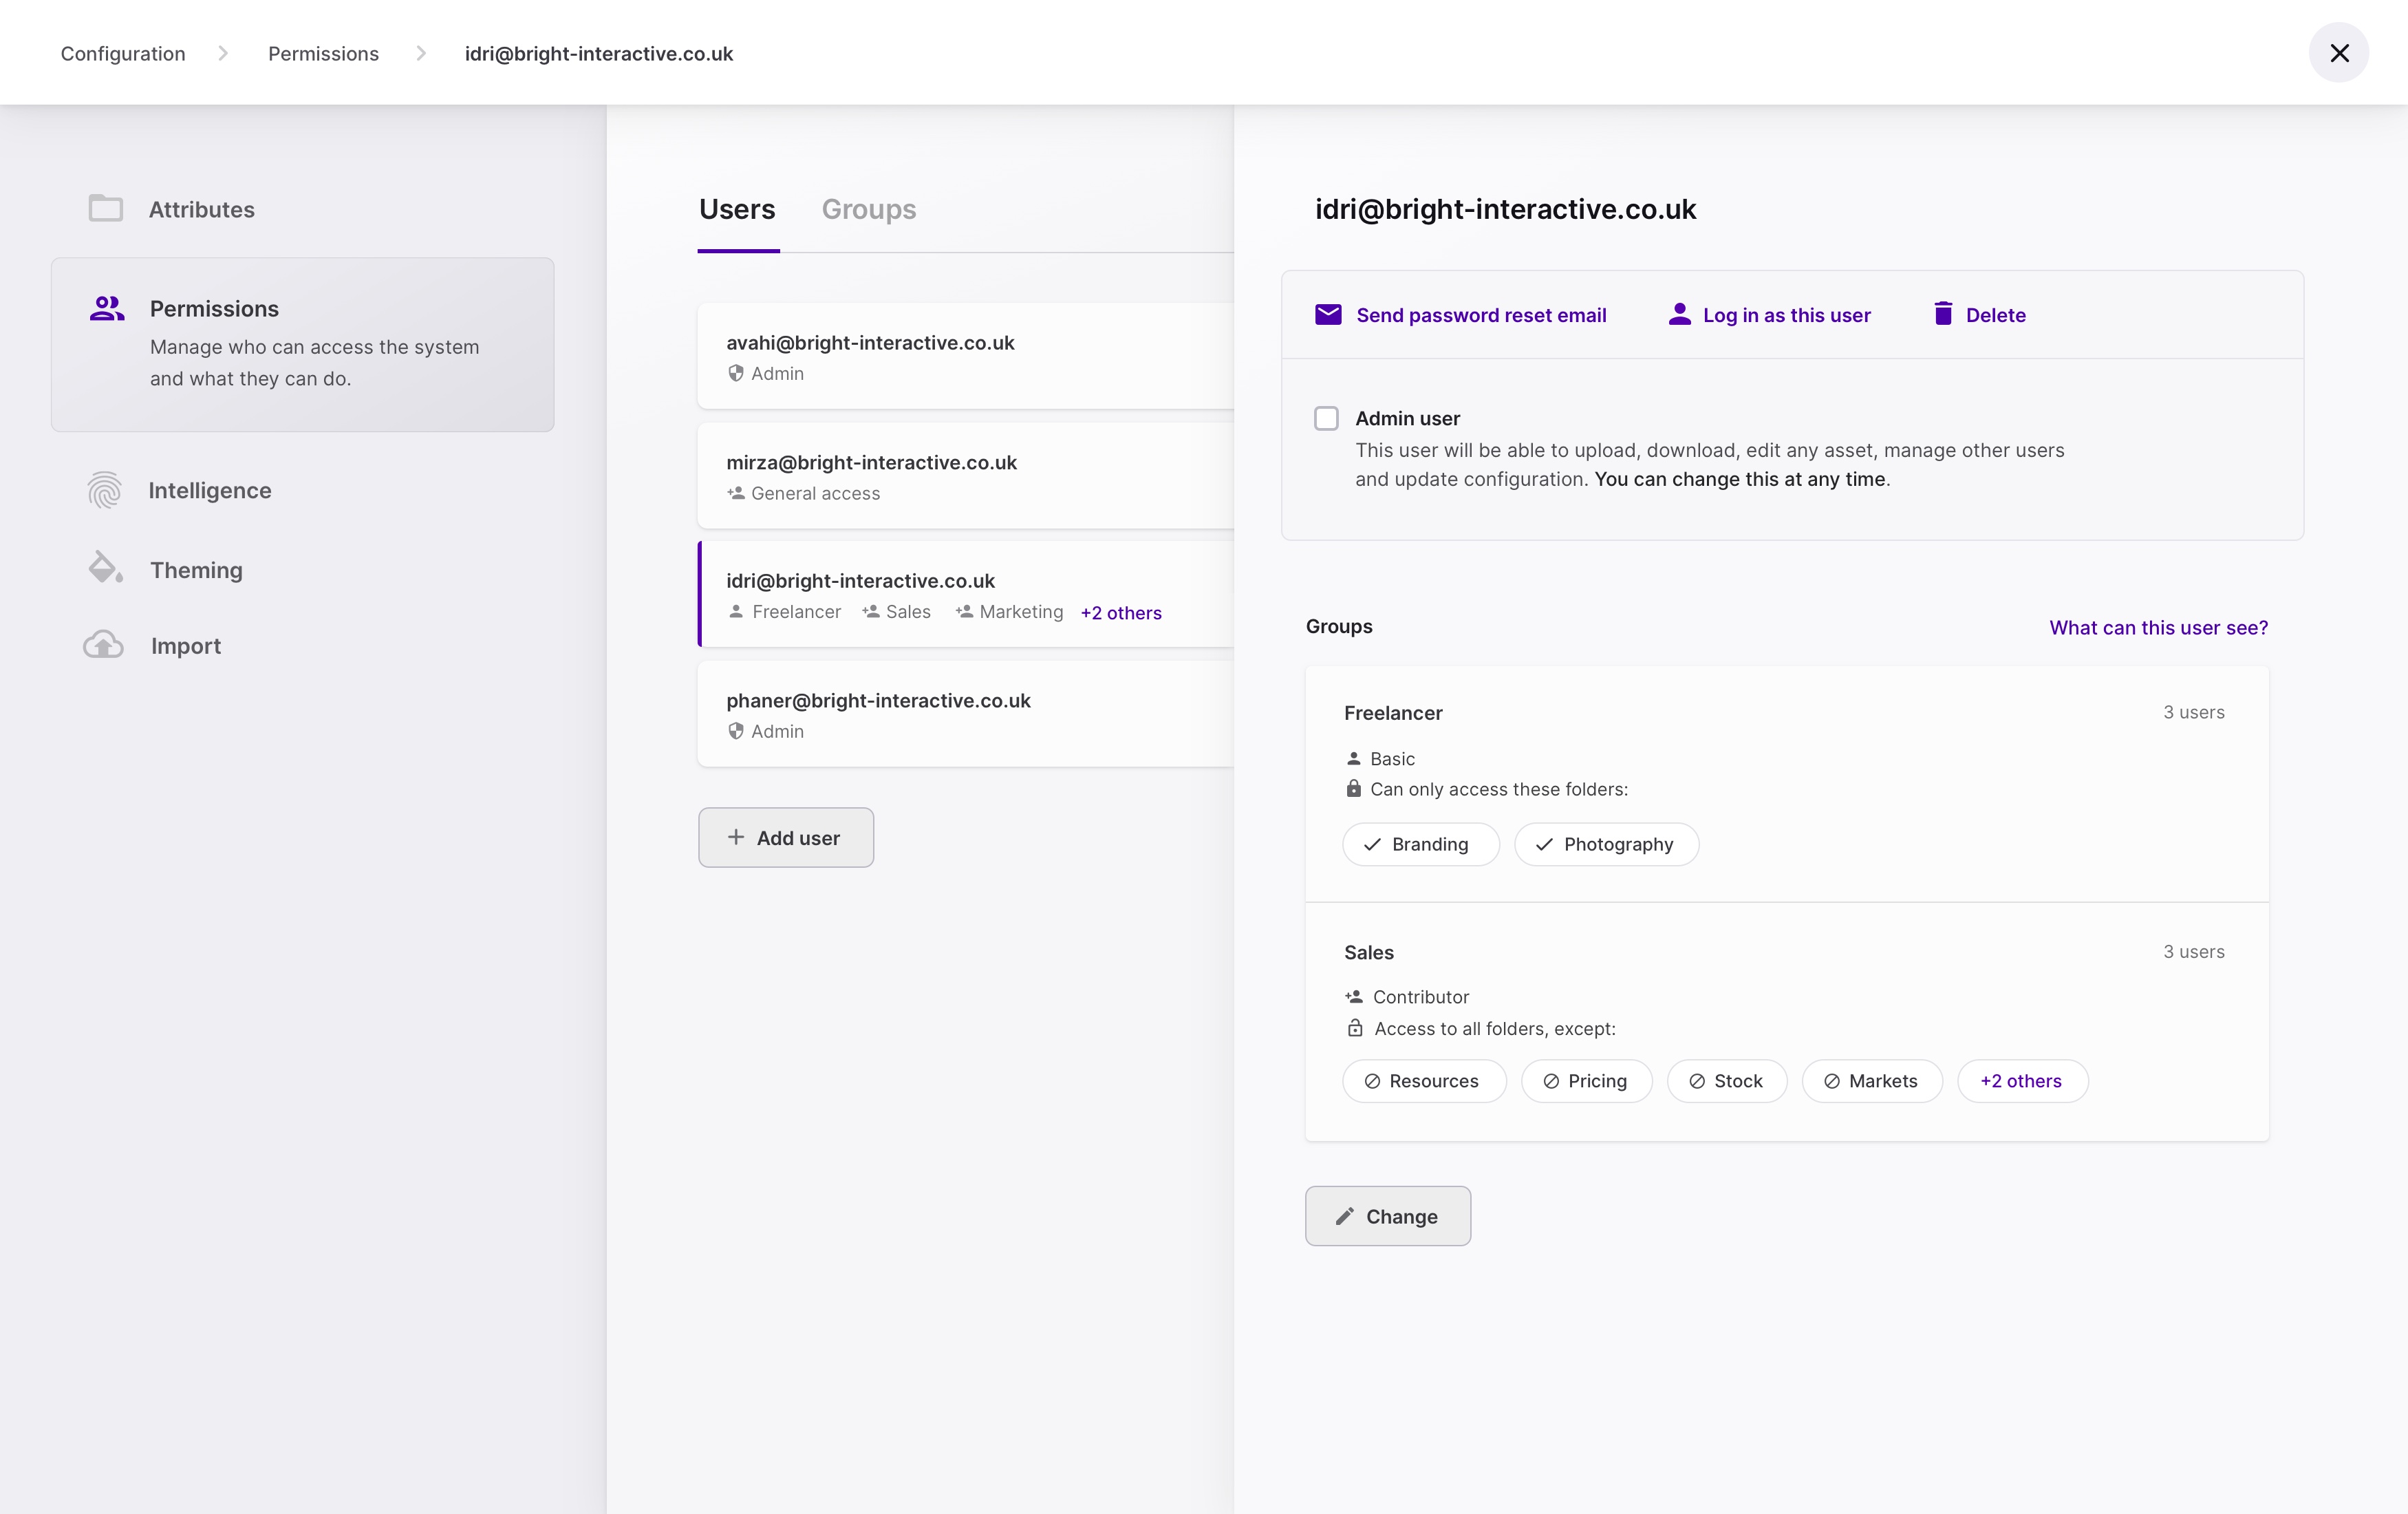 Configuration
Permissions
idri@bright-interactive.co.uk
Attributes
Permissions
Manage who can access the system
and what they can do.
Intelligence
Theming
Import
Users
Groups
avahi@bright-interactive.co.uk
Admin
mirza@bright-interactive.co.uk
General access
idri@bright-interactive.co.uk
Freelancer Sales Marketing +2 others
phaner@bright-interactive.co.uk
Admin
Add user
idri@bright-interactive.co.uk
Send password reset email
Log in as this user
Delete
Admin user
This user will be able to upload, download, edit any asset, manage other users
and update configuration. You can change this at any time.
Groups
What can this user see?
Freelancer
3 users
Basic
Can only access these folders:
Branding
Photography
Sales
3 users
Contributor
Access to all folders, except:
Resources
Pricing
Stock
Markets
+2 others
Change